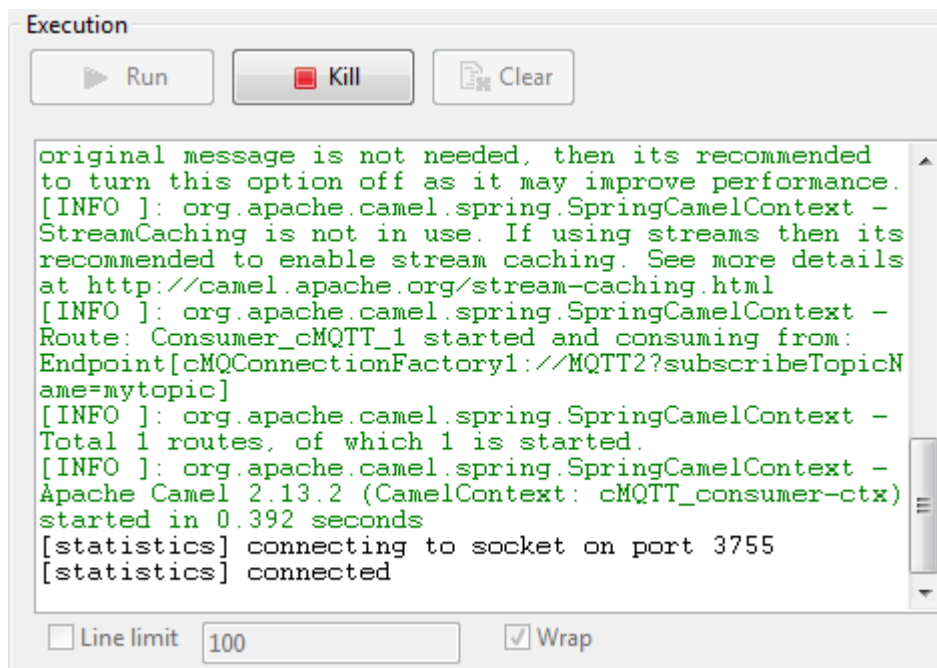 Execution
Run Kill Clear
original message is not needed, then its recommended
to turn this option off as it may improve performance.
[INFO ]: org.apache.camel.spring.SpringCamelContext -
StreamCaching is not in use. If using streams then its
recommended to enable stream caching. See more details
at http://camel.apache.org/stream-caching.html
[INFO ]: org.apache.camel.spring.SpringCamelContext -
Route: Consumer_cMQTT_1 started and consuming from:
Endpoint[cMQConnectionFactory1://MQTT2?subscribeTopicN
ame=mytopic]
[INFO ]: org.apache.camel.spring.SpringCamelContext -
Total 1 routes, of which 1 is started.
[INFO ]: org.apache.camel.spring.SpringCamelContext -
Apache Camel 2.13.2 (CamelContext: cMQTT_consumer-ctx)
started in 0.392 seconds
[statistics] connecting to socket on port 3755
[statistics] connected
Line limit 100 Wrap